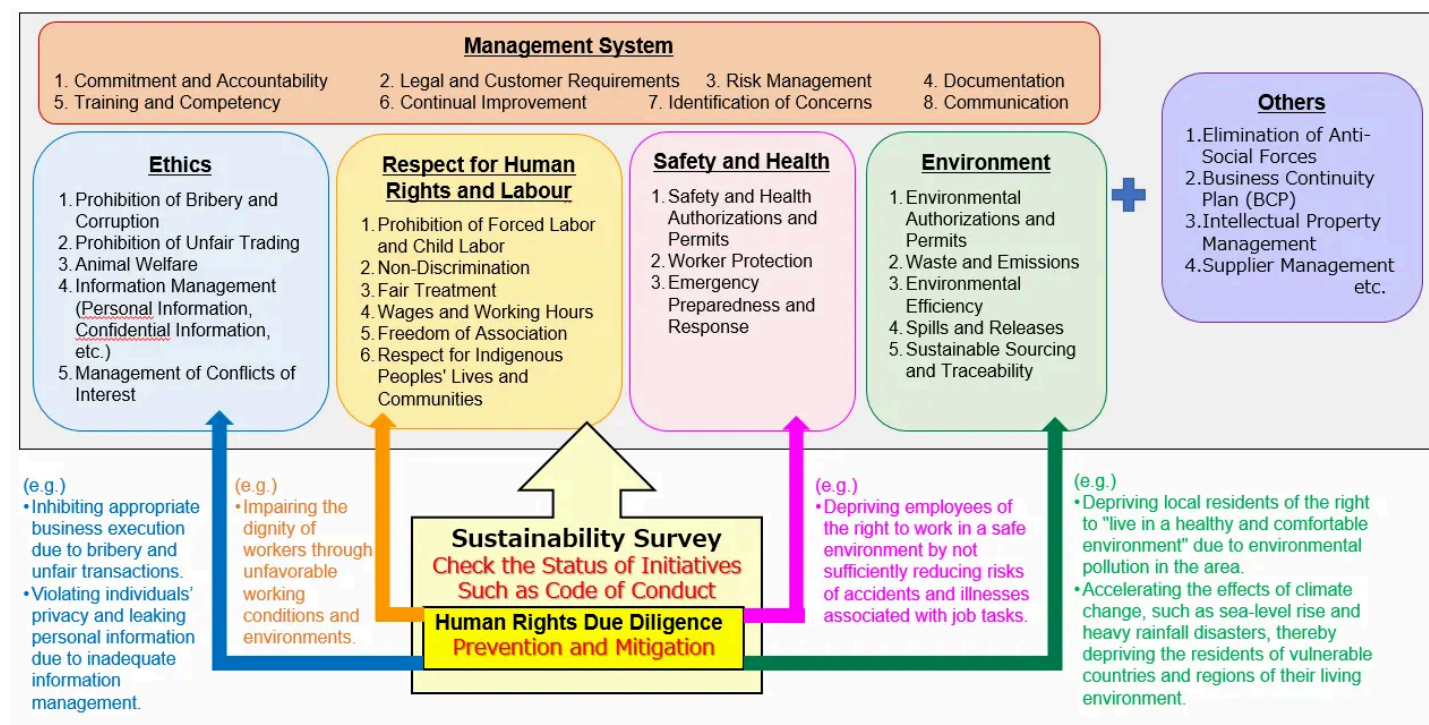 Management System
1. Commitment and Accountability 2. Legal and Customer Requirements 3. Risk Management 4. Documentation
5. Training and Competency 6. Continual Improvement 7. Identification of Concerns 8. Communication
Ethics
1. Prohibition of Bribery and
Corruption
2. Prohibition of Unfair Trading
3. Animal Welfare
4. Information Management
(Personal Information,
Confidential Information,
etc.)
5. Management of Conflicts of
Interest
Respect for Human
Rights and Labour
1. Prohibition of Forced Labor
and Child Labor
2. Non-Discrimination
3. Fair Treatment
4. Wages and Working Hours
5. Freedom of Association
6. Respect for Indigenous
Peoples' Lives and
Communities
Safety and Health
1. Safety and Health
Authorizations and
Permits
2. Worker Protection
3. Emergency
Preparedness and
Response
Environment
1. Environmental
Authorizations and
Permits
2. Waste and Emissions
3. Environmental
Efficiency
4. Spills and Releases
5. Sustainable Sourcing
and Traceability
Others
1. Elimination of Anti-
Social Forces
2. Business Continuity
Plan (BCP)
3. Intellectual Property
Management
4. Supplier Management
etc.
(e.g.)
•Inhibiting appropriate
business execution
due to bribery and
unfair transactions.
•Violating individuals’
privacy and leaking
personal information
due to inadequate
information
management.
(e.g.)
•Impairing the
dignity of
workers through
unfavorable
working
conditions and
environments.
Sustainability Survey
Check the Status of Initiatives
Such as Code of Conduct
Human Rights Due Diligence
Prevention and Mitigation
(e.g.)
•Depriving employees of
the right to work in a safe
environment by not
sufficiently reducing risks
of accidents and illnesses
associated with job tasks.
(e.g.)
•Depriving local residents of the right
to "live in a healthy and comfortable
environment" due to environmental
pollution in the area.
•Accelerating the effects of climate
change, such as sea-level rise and
heavy rainfall disasters, thereby
depriving the residents of vulnerable
countries and regions of their living
environment.